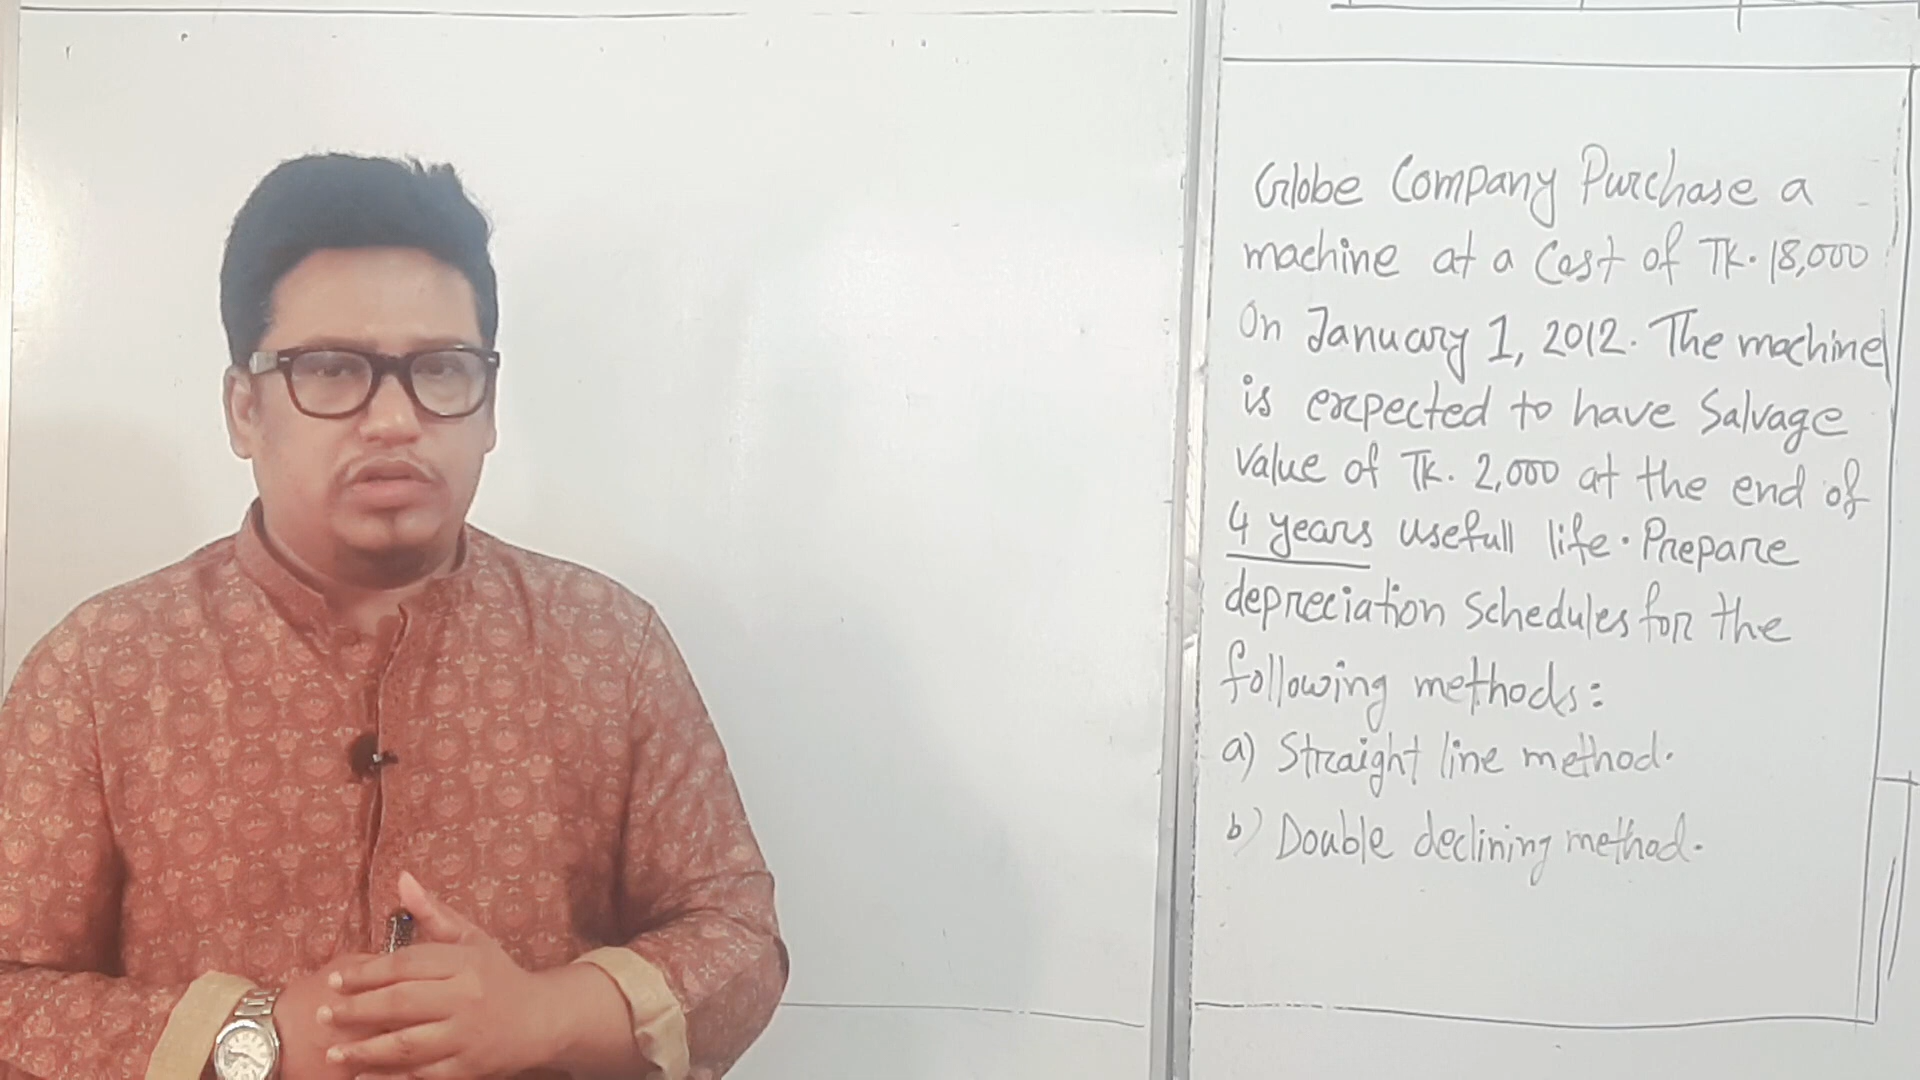 Globe Company Purchase a
machine at a Cost of TK. 18,000
On January 1, 2012. The machine
is expected to have Salvage
Value of TK. 2,000 at the end of
4 years usefull life. Prepare
depreciation Schedules for the
following methods:
a) Straight line method.
b) Double declining method.